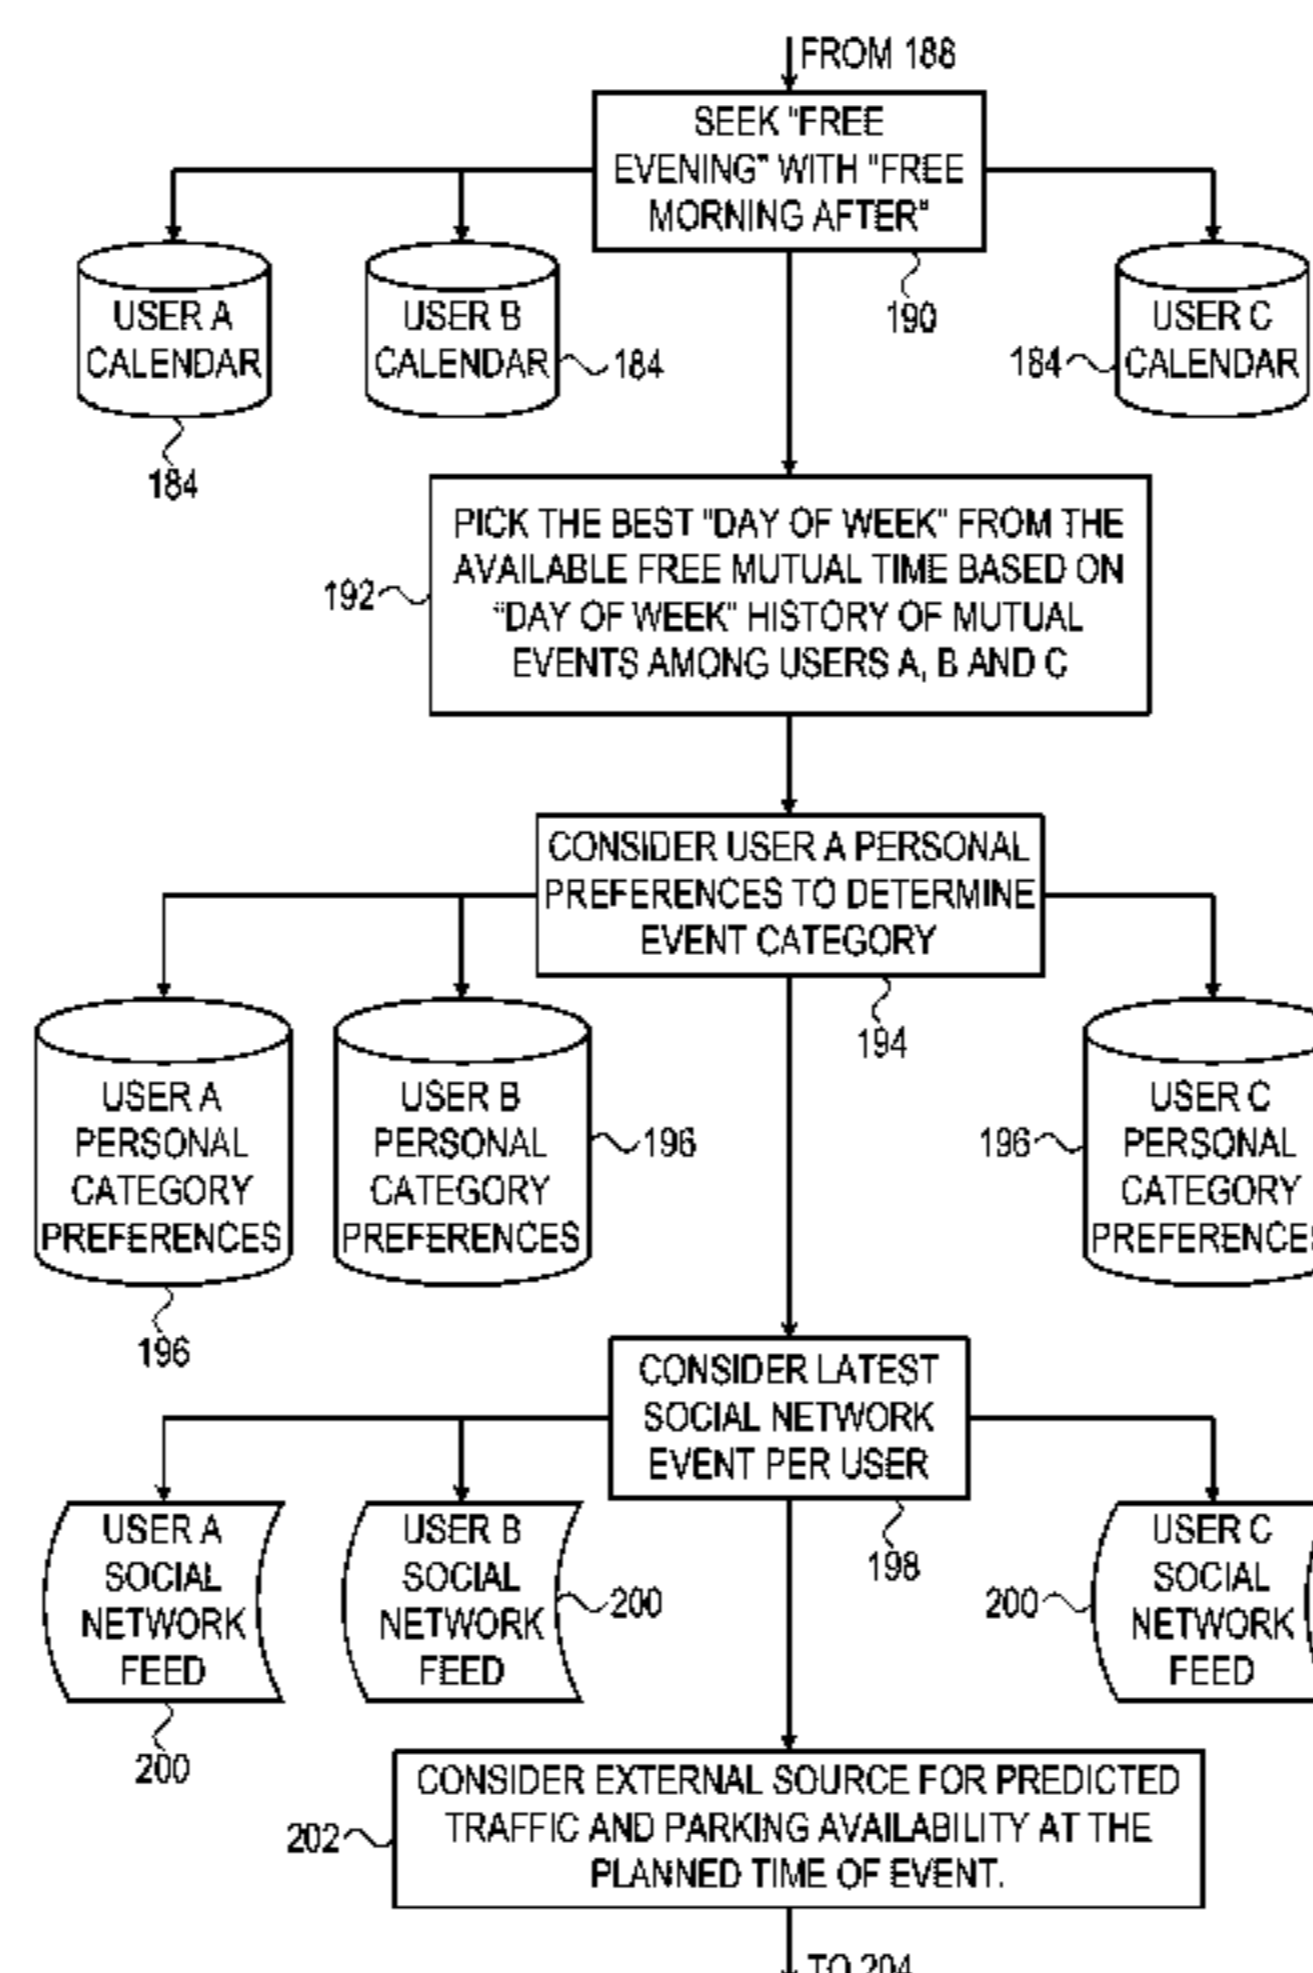 FROM 188
SEEK "FREE
EVENING" WITH "FREE
MORNING AFTER"
190
USER A
CALENDAR
184
USER B
CALENDAR
184
USER C
CALENDAR
184
PICK THE BEST "DAY OF WEEK" FROM THE
AVAILABLE FREE MUTUAL TIME BASED ON
"DAY OF WEEK" HISTORY OF MUTUAL
EVENTS AMONG USERS A, B AND C
192
CONSIDER USER A PERSONAL
PREFERENCES TO DETERMINE
EVENT CATEGORY
194
USER A
PERSONAL
CATEGORY
PREFERENCES
196
USER B
PERSONAL
CATEGORY
PREFERENCES
196
USER C
PERSONAL
CATEGORY
PREFERENCES
196
CONSIDER LATEST
SOCIAL NETWORK
EVENT PER USER
198
USER A
SOCIAL
NETWORK
FEED
200
USER B
SOCIAL
NETWORK
FEED
200
USER C
SOCIAL
NETWORK
FEED
200
CONSIDER EXTERNAL SOURCE FOR PREDICTED
TRAFFIC AND PARKING AVAILABILITY AT THE
PLANNED TIME OF EVENT.
202
TO 204